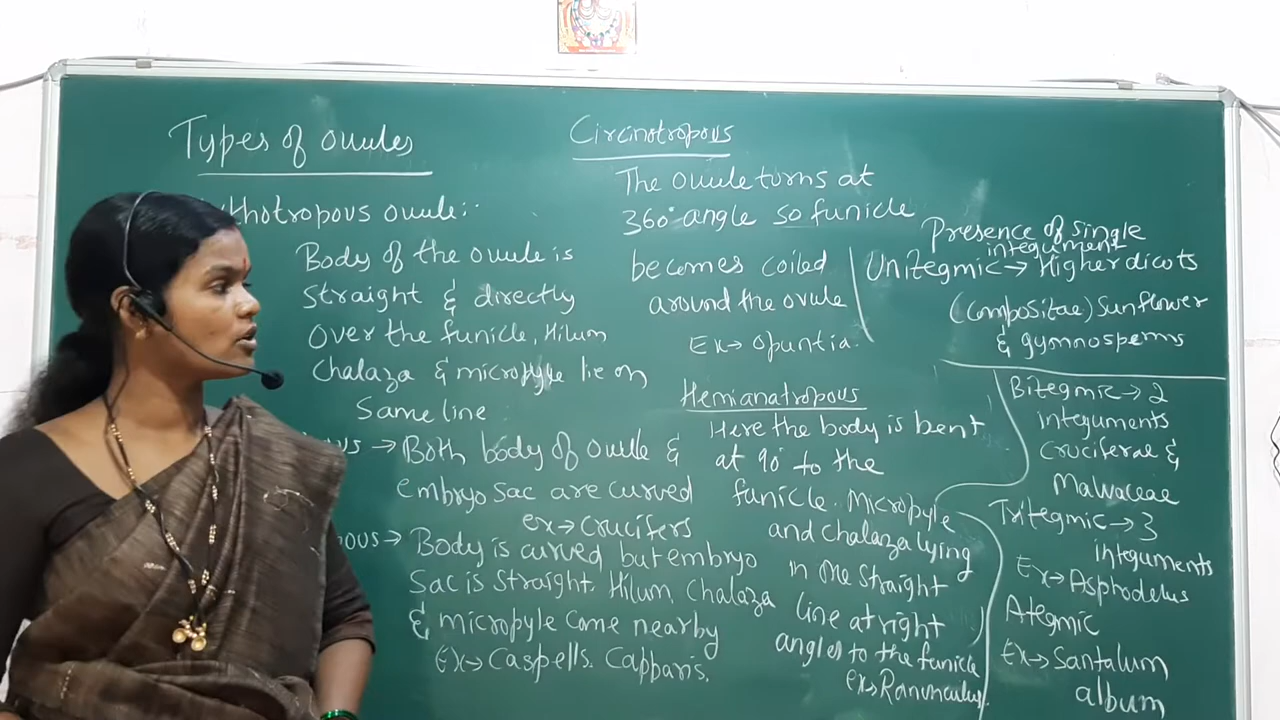 Types of ovules
thotropous ovule:-
Body of the ovule is
straight & directly
over the funicle, Hilum
Chalaza & micropyle lie on
Same line
ous → Both body of ovule &
embryo sac are curved
ex → crucifers
pous → Body is curved but embryo
Sac is straight. Hilum, Chalaza
& micropyle come nearby
Ex → Caspells. Capparis.
Circinotropous
The ovule turns at
360° angle so funicle
becomes coiled
around the ovule
Ex → Opuntia.
Hemianatropous
Here the body is bent
at 90° to the
funicle. Micropyle
and chalaza lying
in one straight
line at right
angles to the funicle
ex → Ranunculus.
Presence of single
integument
Unitegmic → Higher dicots
(Compositae) Sunflower
& gymnosperms
Bitegmic → 2
integuments
Cruciferae &
Malvaceae
Tritegmic → 3
integuments
Ex → Asphodelus
Ategmic
Ex → Santalum
album